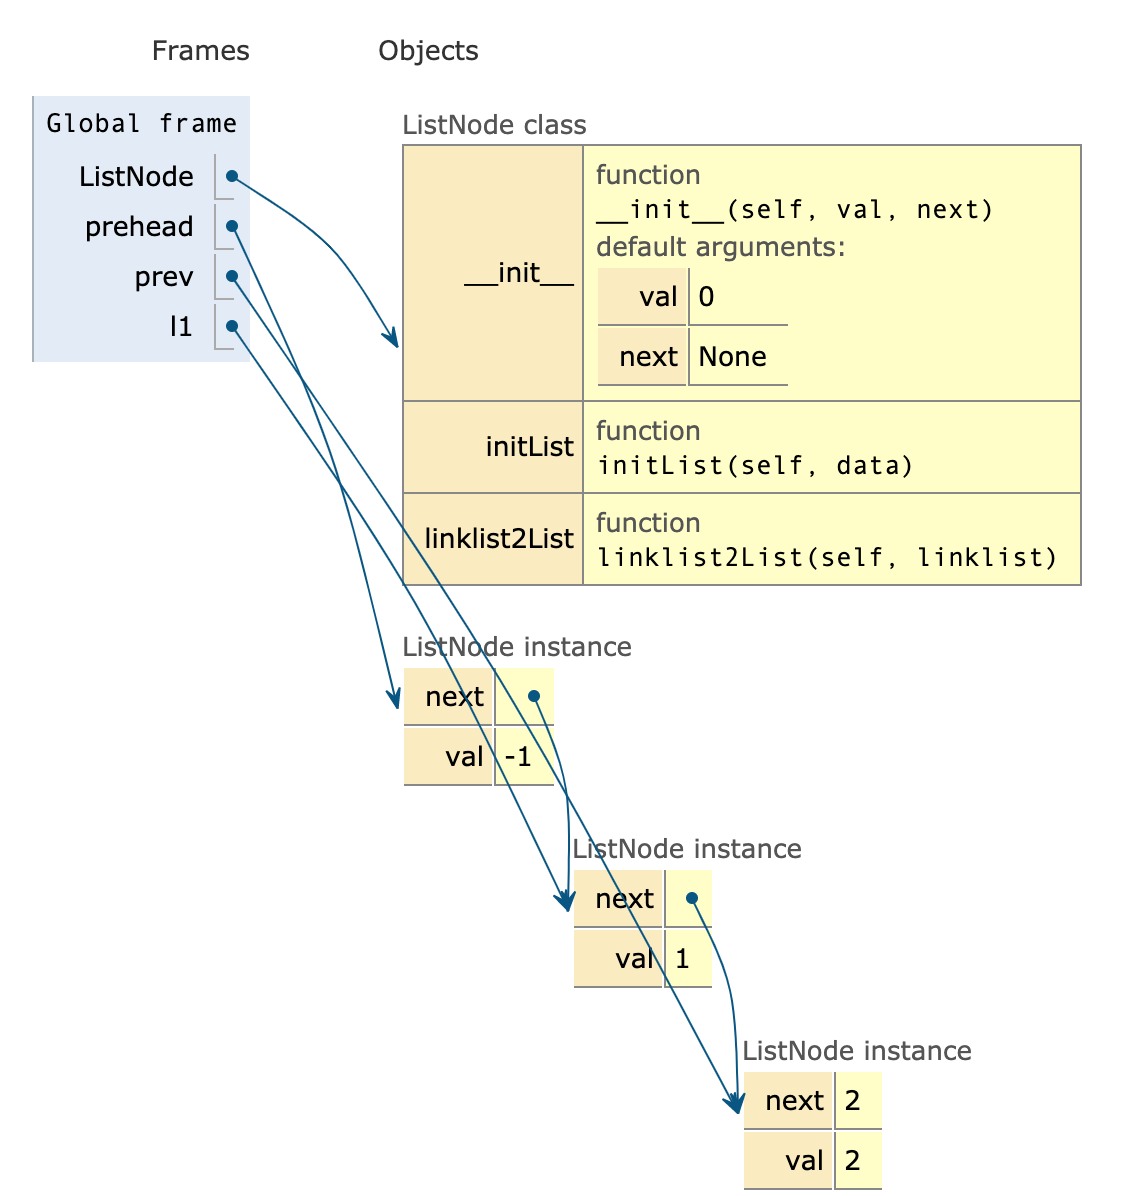 Frames Objects
Global frame
ListNode
prehead
prev
l1
ListNode class
__init__
function
__init__(self, val, next)
default arguments:
val 0
next None
initList
function
initList(self, data)
linklist2List
function
linklist2List(self, linklist)
ListNode instance
next
val -1
ListNode instance
next
val 1
ListNode instance
next 2
val 2